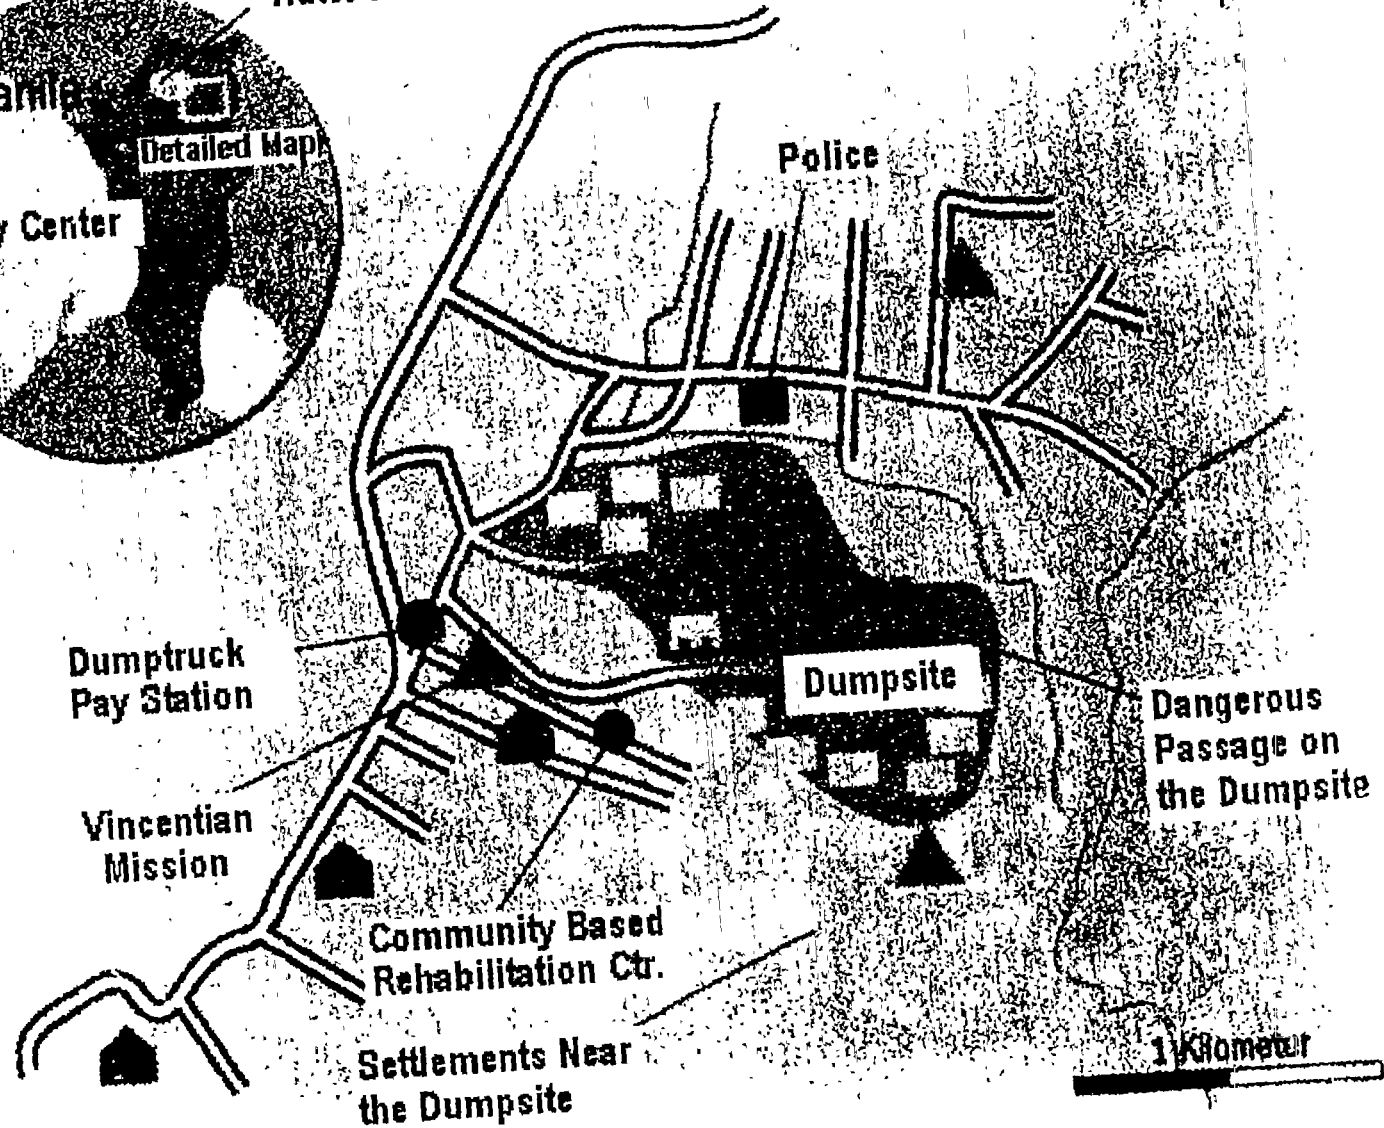 Detailed Map
Center
Police
Dumptruck
Pay Station
Dumpsite
Dangerous
Passage on
the Dumpsite
Vincentian
Mission
Community Based
Rehabilitation Ctr.
Settlements Near
the Dumpsite
1 Kilometer